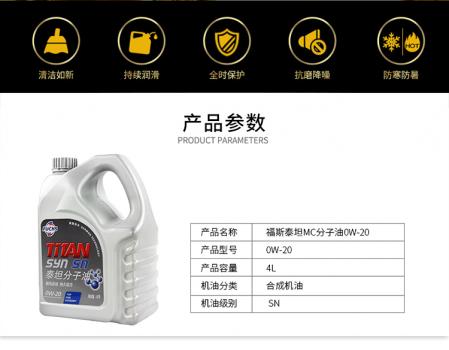 清洁如新
持续润滑
全时保护
抗磨降噪
HOT
防寒防暑
产品参数
PRODUCT PARAMETERS
FUCHS
TITAN
SYN SN
泰坦分子油
0W-20
产品名称 福斯泰坦MC分子油0W-20
产品型号 0W-20
产品容量 4L
机油分类 合成机油
机油级别 SN